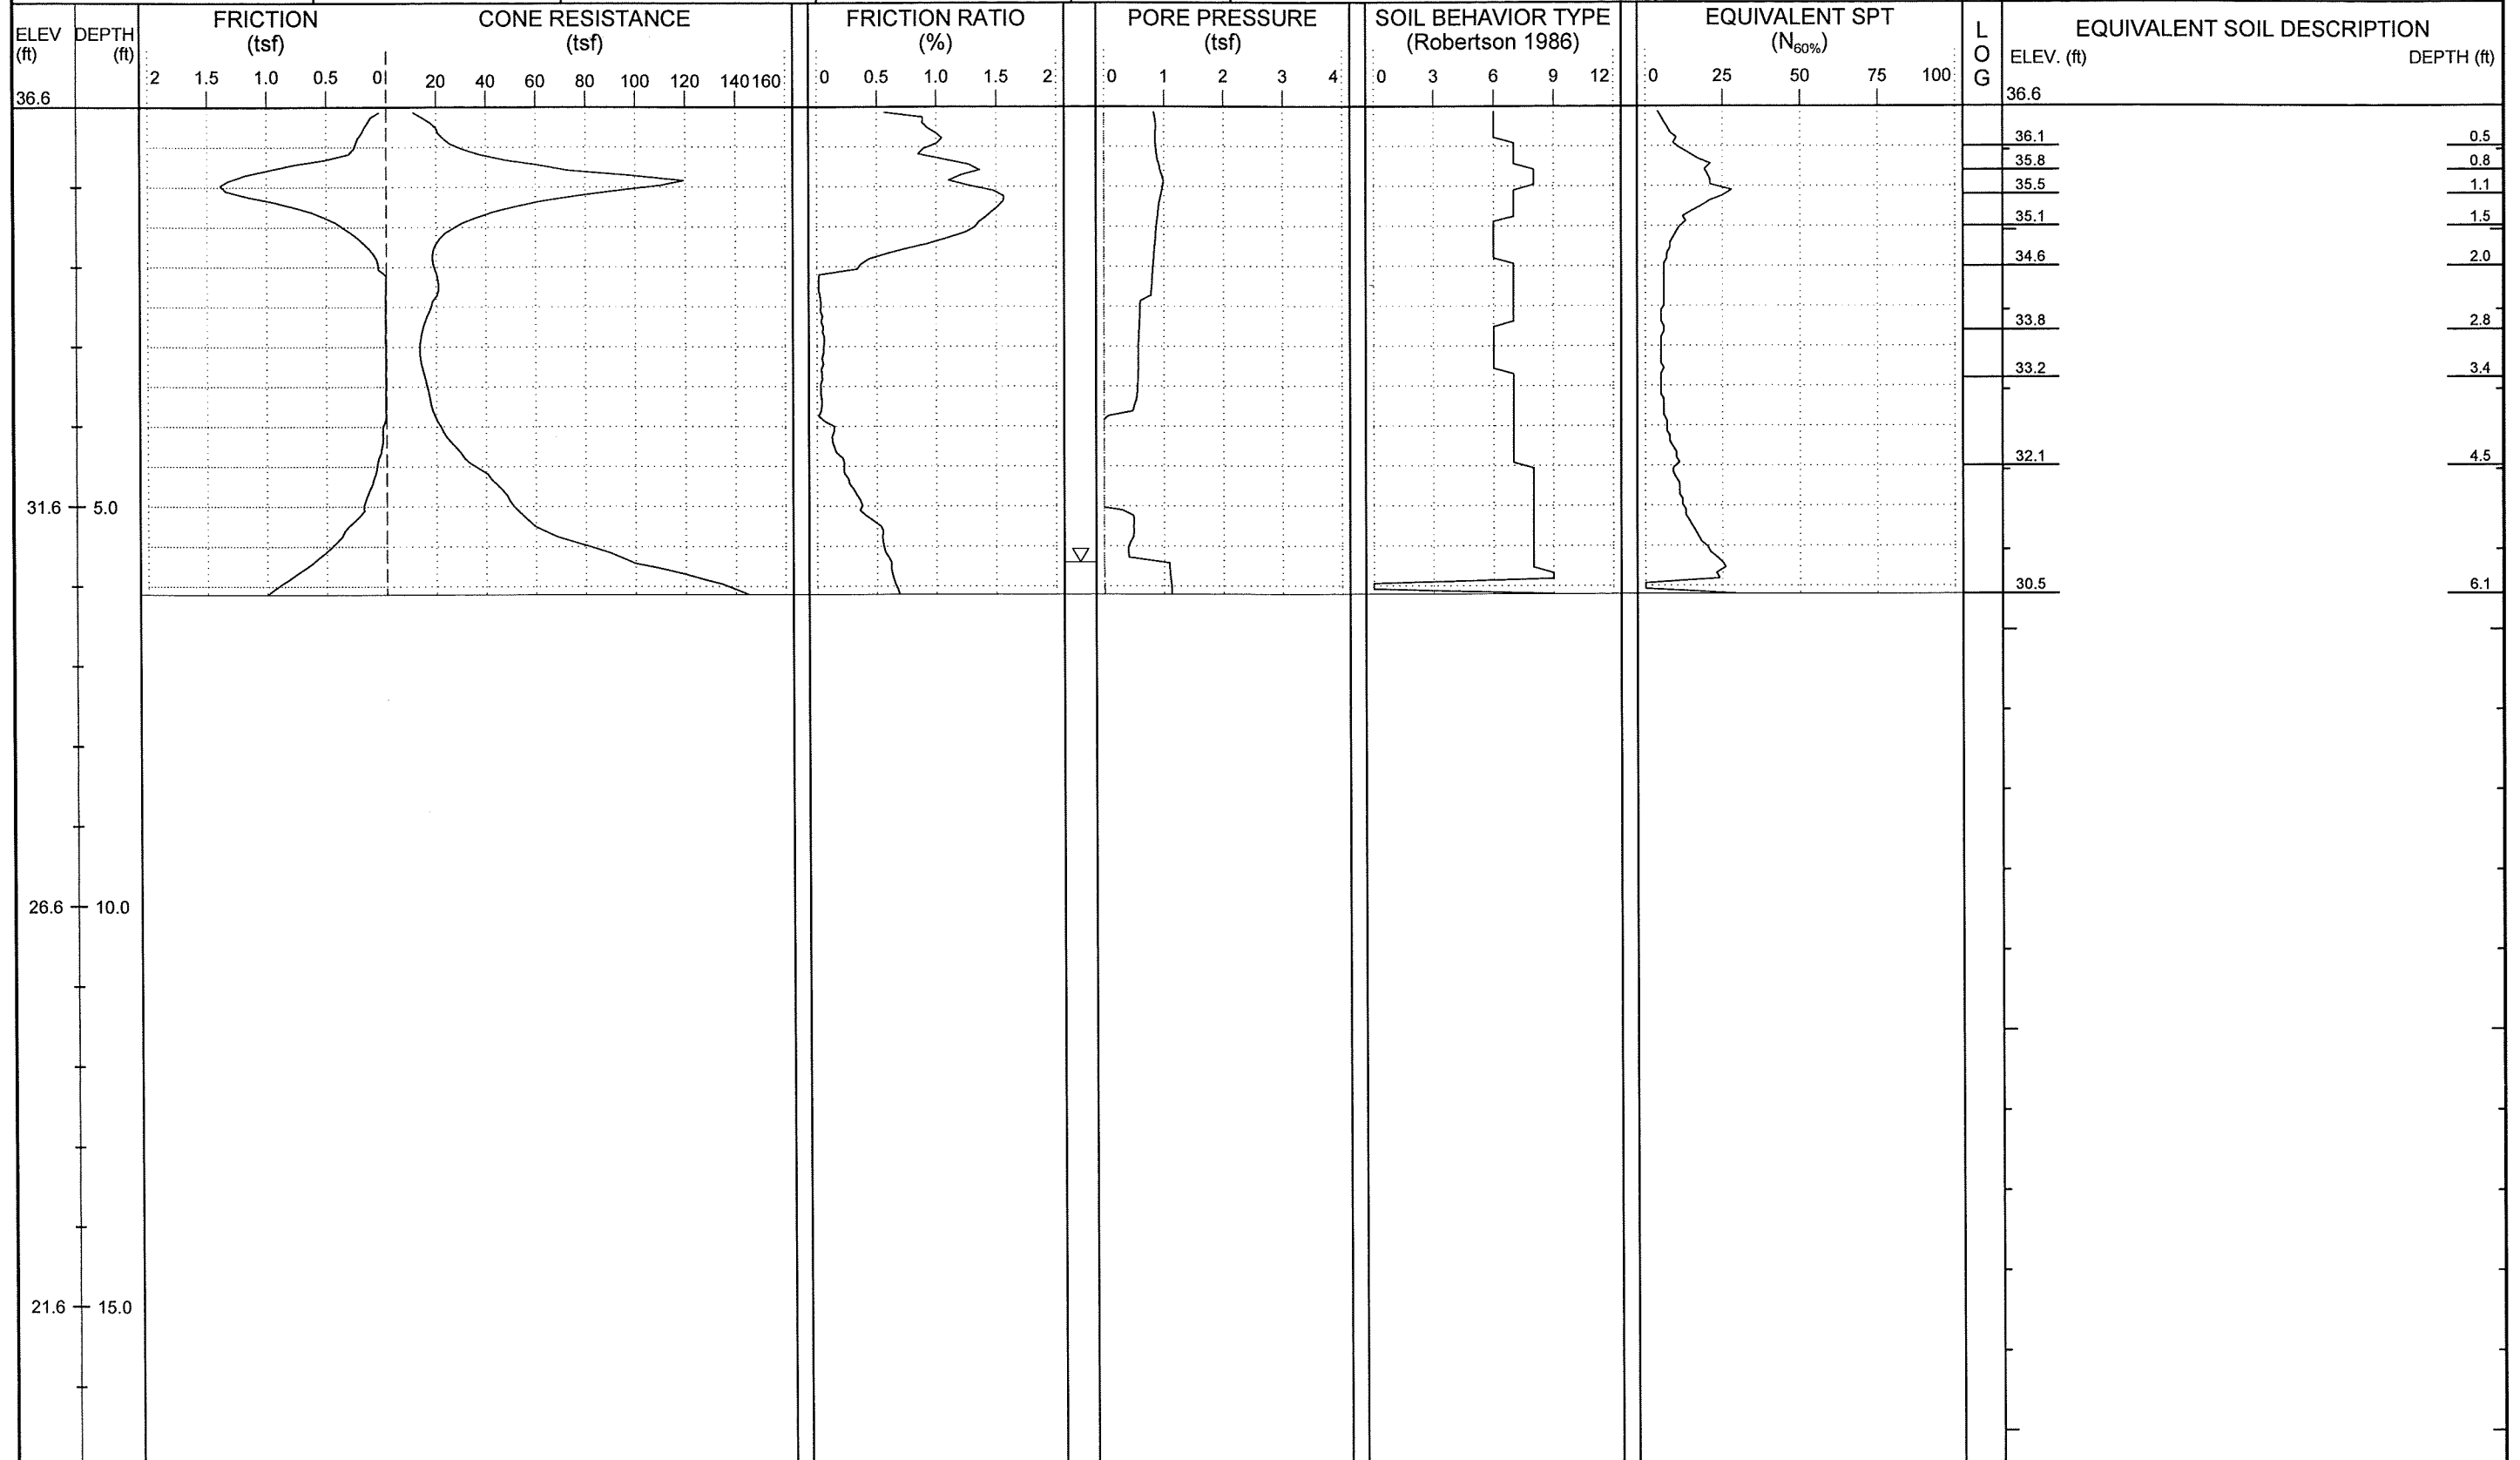 ELEV (ft)
DEPTH (ft)
FRICTION
(tsf)
CONE RESISTANCE
(tsf)
FRICTION RATIO
(%)
PORE PRESSURE
(tsf)
SOIL BEHAVIOR TYPE
(Robertson 1986)
EQUIVALENT SPT
(N60%)
L
O
G
EQUIVALENT SOIL DESCRIPTION
ELEV. (ft) DEPTH (ft)
2 1.5 1.0 0.5 0 20 40 60 80 100 120 140 160
0 0.5 1.0 1.5 2
0 1 2 3 4
0 3 6 9 12
0 25 50 75 100
36.6
36.6
36.1 0.5
35.8 0.8
35.5 1.1
35.1 1.5
34.6 2.0
33.8 2.8
33.2 3.4
32.1 4.5
31.6 5.0
30.5 6.1
26.6 10.0
21.6 15.0